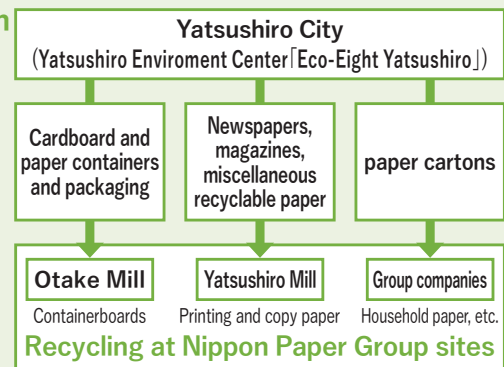 n
Yatsushiro City
(Yatsushiro Enviroment Center「Eco-Eight Yatsushiro」)
Cardboard and
paper containers
and packaging
Newspapers,
magazines,
miscellaneous
recyclable paper
paper cartons
Otake Mill
Containerboards
Yatsushiro Mill
Printing and copy paper
Group companies
Household paper, etc.
Recycling at Nippon Paper Group sites